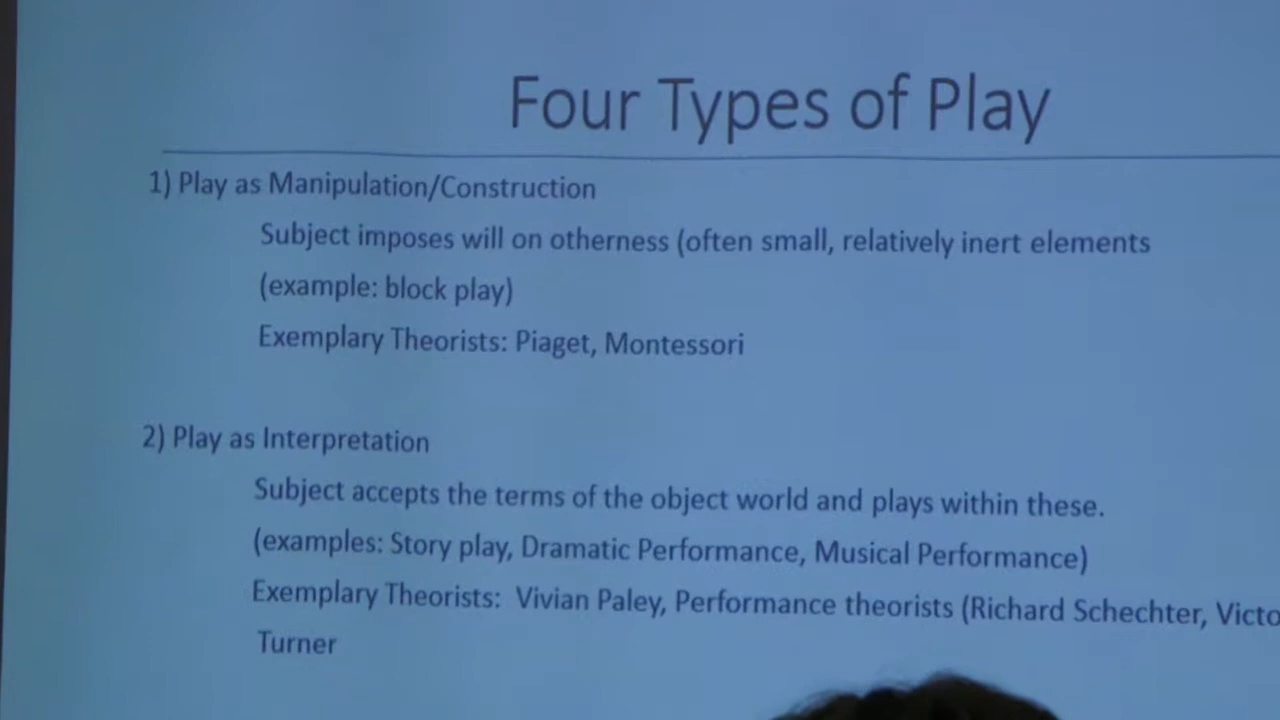 Four Types of Play
1) Play as Manipulation/Construction
Subject imposes will on otherness (often small, relatively inert elements
(example: block play)
Exemplary Theorists: Piaget, Montessori
2) Play as Interpretation
Subject accepts the terms of the object world and plays within these.
(examples: Story play, Dramatic Performance, Musical Performance)
Exemplary Theorists: Vivian Paley, Performance theorists (Richard Schechter, Victo
Turner